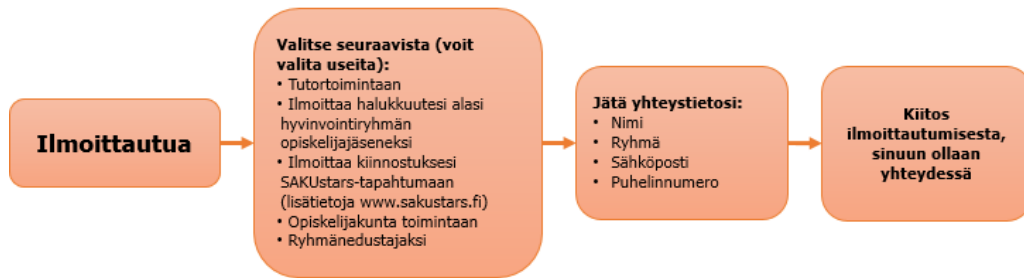 Ilmoittautua
Valitse seuraavista (voit
valita useita):
• Tutortoimintaan
• Ilmoittaa halukkuutesi alasi
hyvinvointiryhmän
opiskelijajäseneksi
• Ilmoittaa kiinnostuksesi
SAKUstars-tapahtumaan
(lisätietoja www.sakustars.fi)
• Opiskelijakunta toimintaan
• Ryhmänedustajaksi
Jätä yhteystietosi:
• Nimi
• Ryhmä
• Sähköposti
• Puhelinnumero
Kiitos
ilmoittautumisesta,
sinuun ollaan
yhteydessä